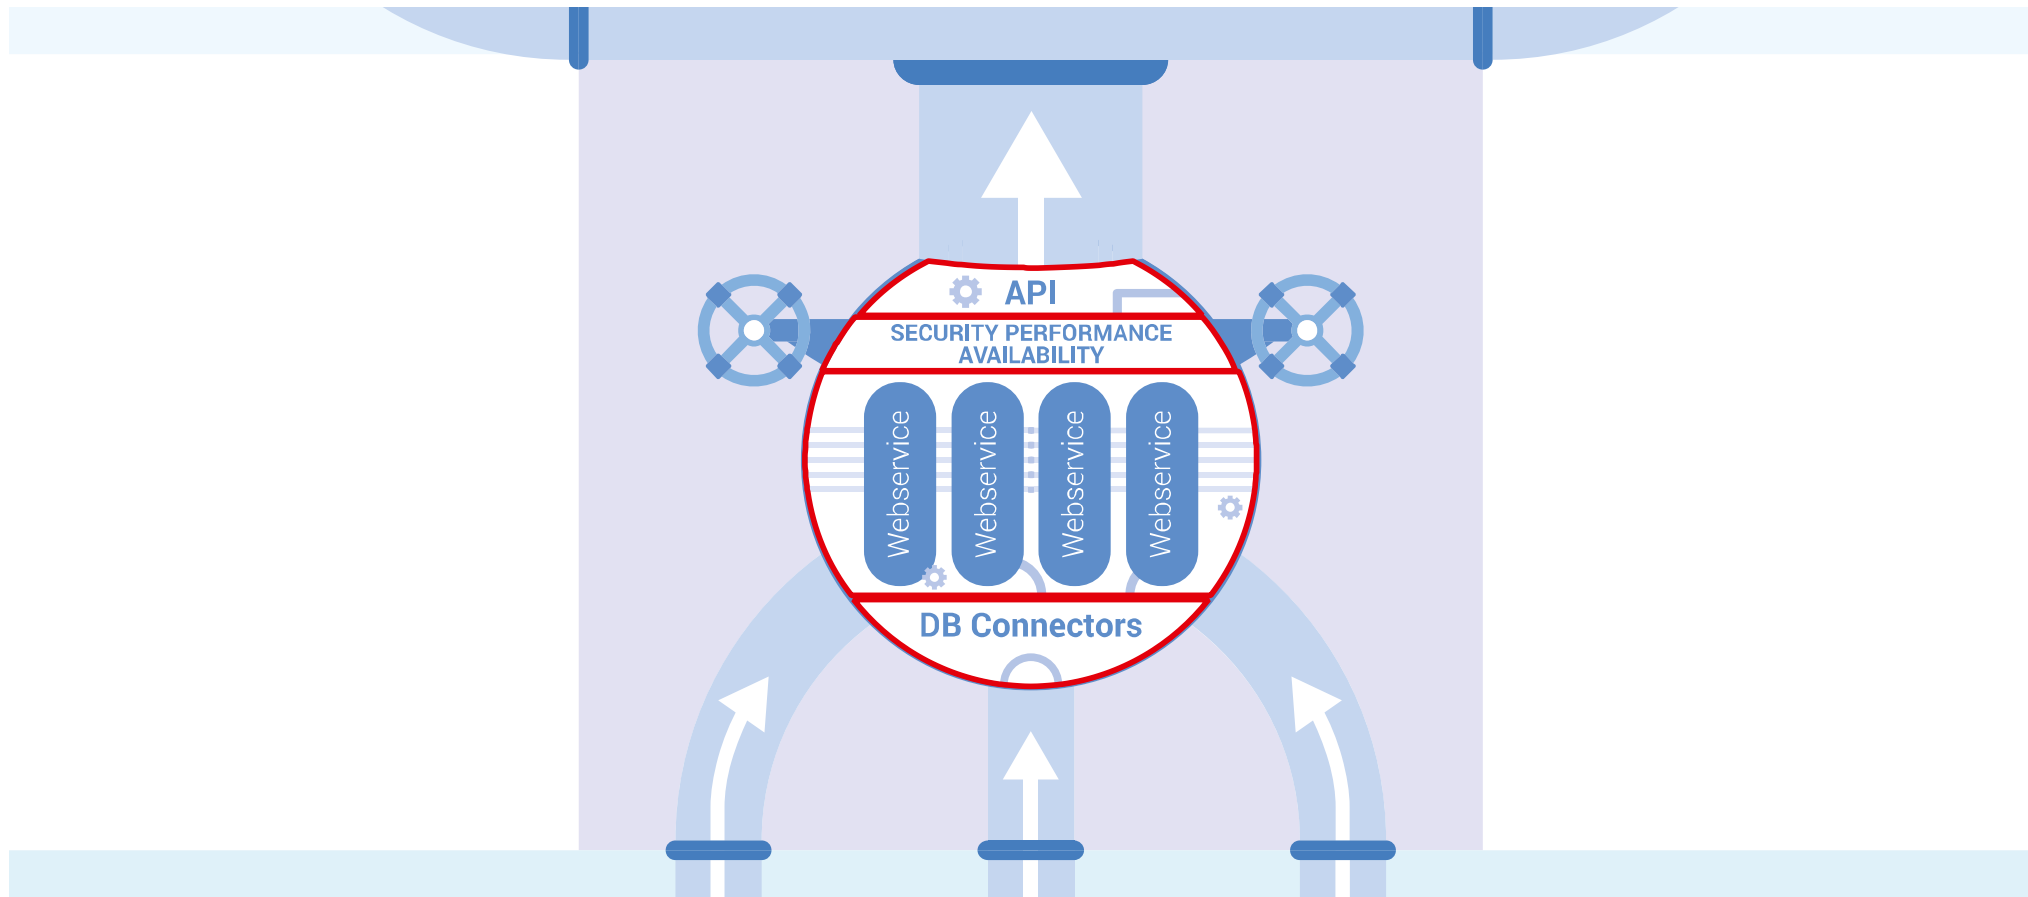 API
SECURITY PERFORMANCE
AVAILABILITY
Webservice
Webservice
Webservice
Webservice
DB Connectors